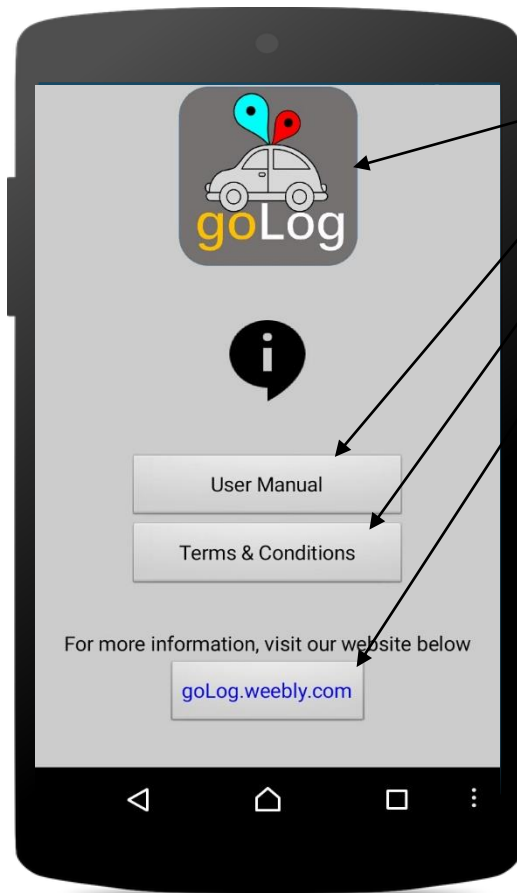 goLog
i
User Manual
Terms & Conditions
For more information, visit our website below
goLog.weebly.com